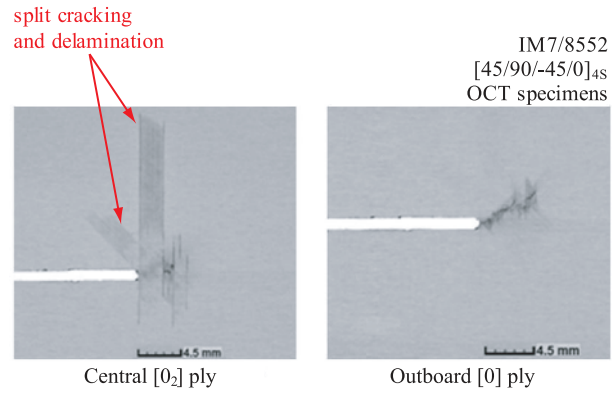 split cracking
and delamination
IM7/8552
[45/90/-45/0]4S
OCT specimens
4.5 mm
4.5 mm
Central [02] ply
Outboard [0] ply